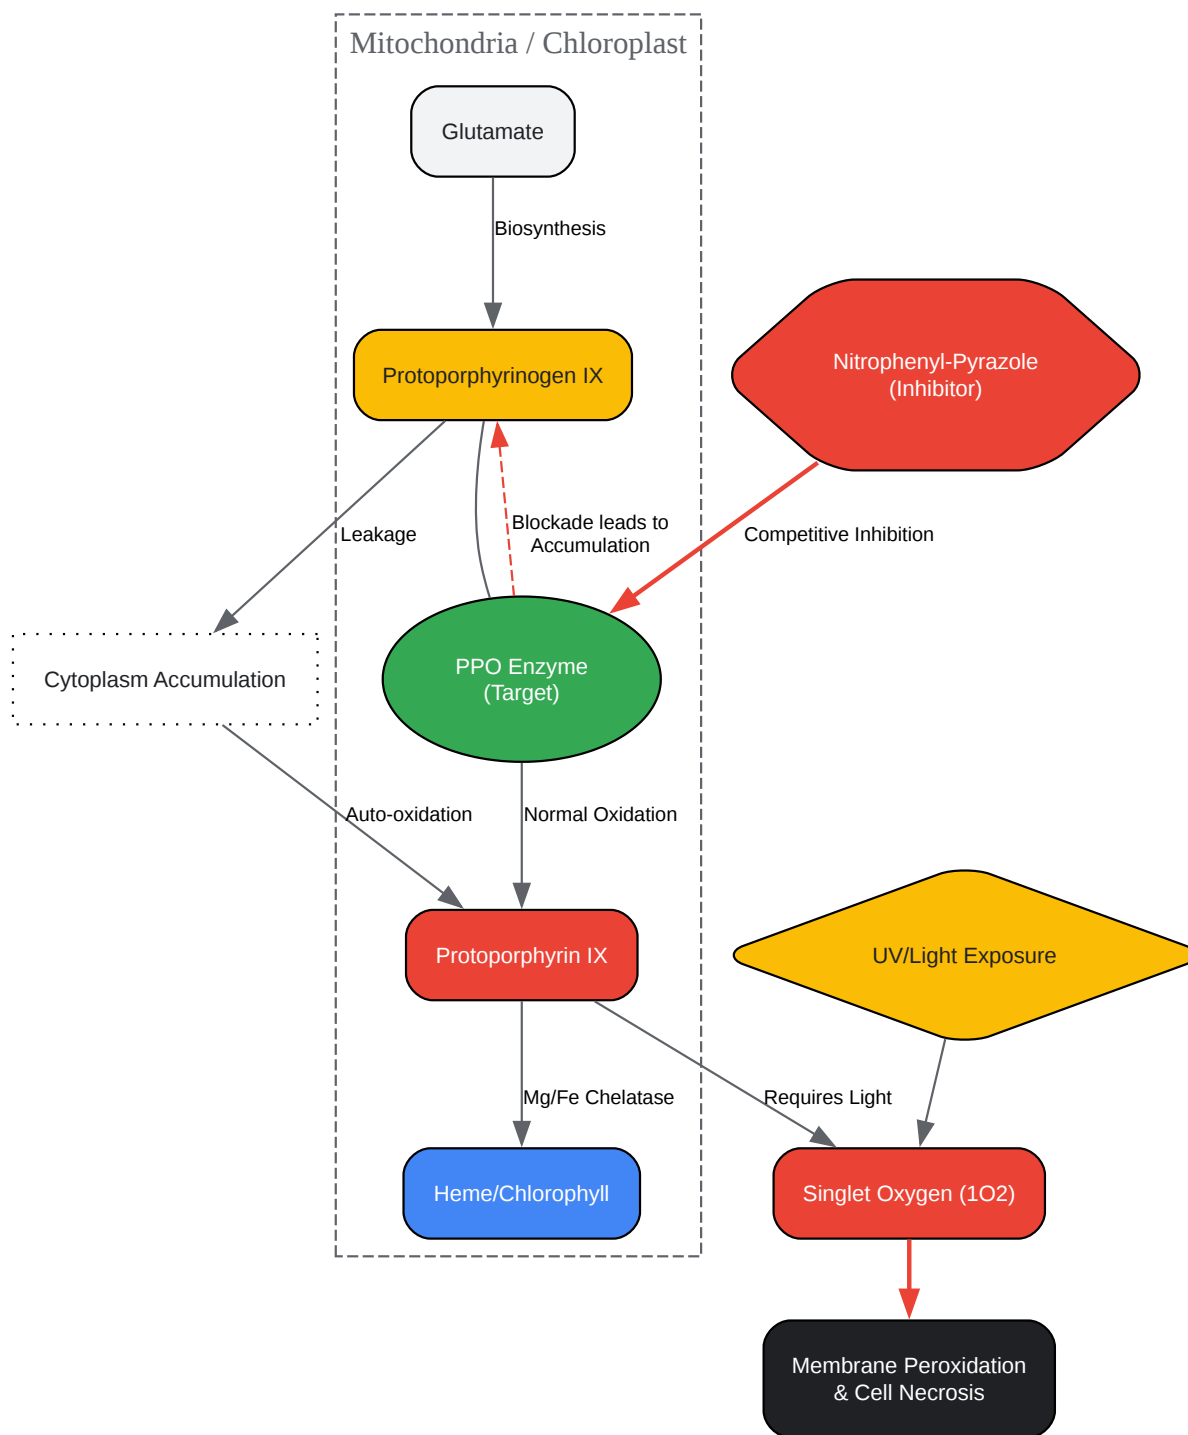 Mitochondria / Chloroplast
Glutamate
Biosynthesis
Protoporphyrinogen IX
Nitrophenyl-Pyrazole
(Inhibitor)
Leakage
Blockade leads to
Accumulation
Competitive Inhibition
Cytoplasm Accumulation
PPO Enzyme
(Target)
Auto-oxidation
Normal Oxidation
Protoporphyrin IX
UV/Light Exposure
Mg/Fe Chelatase
Requires Light
Heme/Chlorophyll
Singlet Oxygen (1O2)
Membrane Peroxidation
& Cell Necrosis